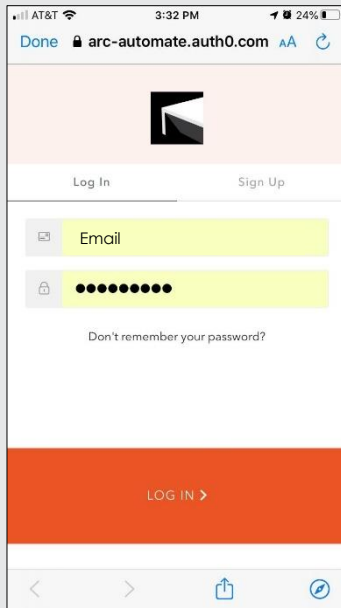 AT&T 3:32 PM 24%
Done arc-automate.auth0.com AA
Log In Sign Up
Email
●●●●●●●●●
Don't remember your password?
LOG IN >